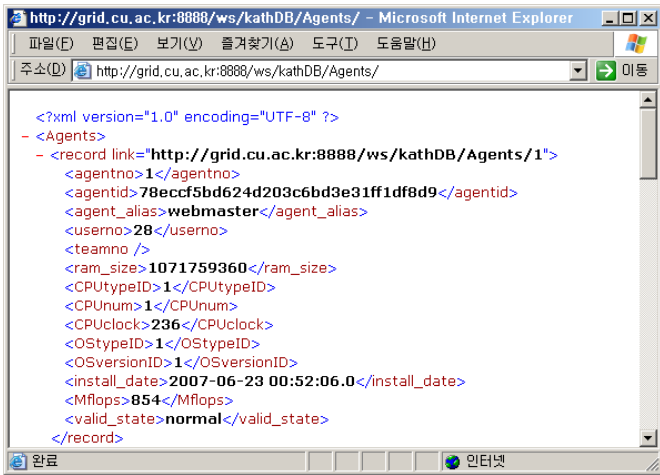 http://grid.cu.ac.kr:8888/ws/kathDB/Agents/ - Microsoft Internet Explorer
파일(F) 편집(E) 보기(V) 즐겨찾기(A) 도구(T) 도움말(H)
주소(D) http://grid.cu.ac.kr:8888/ws/kathDB/Agents/ 이동
<?xml version="1.0" encoding="UTF-8" ?>
- <Agents>
- <record link="http://grid.cu.ac.kr:8888/ws/kathDB/Agents/1">
<agentno>1</agentno>
<agentid>78eccf5bd624d203c6bd3e31ff1df8d9</agentid>
<agent_alias>webmaster</agent_alias>
<userno>28</userno>
<teamno />
<ram_size>1071759360</ram_size>
<CPUtypeID>1</CPUtypeID>
<CPUnum>1</CPUnum>
<CPUclock>236</CPUclock>
<OStypeID>1</OStypeID>
<OSversionID>1</OSversionID>
<install_date>2007-06-23 00:52:06.0</install_date>
<Mflops>854</Mflops>
<valid_state>normal</valid_state>
</record>
완료 인터넷